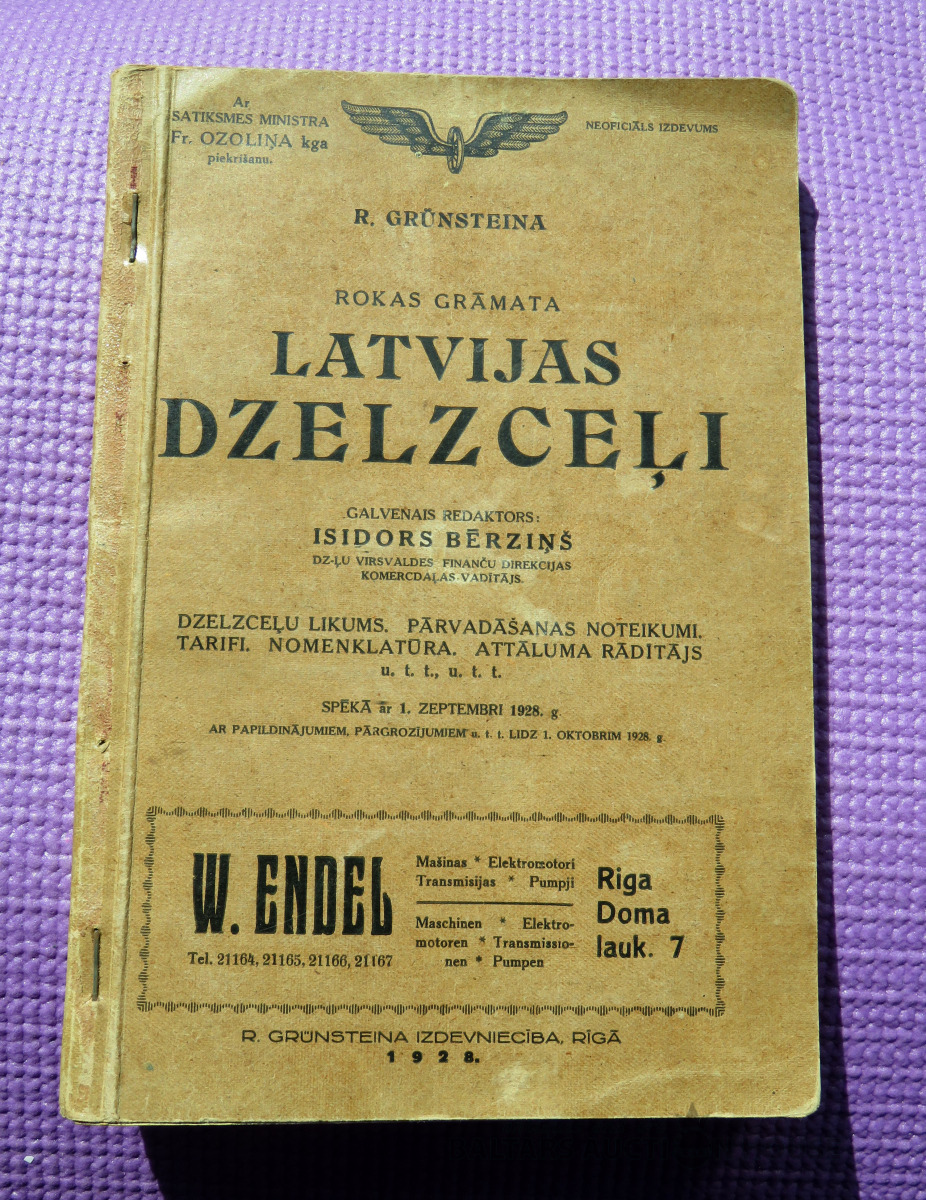 Ar
SATIKSMES MINISTRA
Fr. OZOLIŅA kga
piekrišanu.
NEOFICIĀLS IZDEVUMS
R. GRŪNSTEINA
ROKAS GRĀMATA
LATVIJAS
DZELZCEĻI
GALVENAIS REDAKTORS:
ISIDORS BĒRZIŅŠ
DZ-ĻU VIRSVALDES FINANČU DIREKCIJAS
KOMERCDAĻAS VADĪTĀJS.
DZELZCEĻU LIKUMS. PĀRVADĀŠANAS NOTEIKUMI.
TARIFI. NOMENKLATŪRA. ATTĀLUMA RĀDĪTĀJS
u. t. t., u. t. t.
SPĒKĀ ār 1. ZEPTEMBRI 1928. g.
AR PAPILDINĀJUMIEM, PĀRGROZĪJUMIEM u. t. t. LIDZ 1. OKTOBRIM 1928. g.
W. ENDEL
Tel. 21164, 21165, 21166, 21167
Mašinas * Elektromotori
Transmisijas * Pumpji
Maschinen * Elektro-
motoren * Transmissio-
nen * Pumpen
Riga
Doma
lauk. 7
R. GRŪNSTEINA IZDEVNIECĪBA, RĪGĀ
1928.